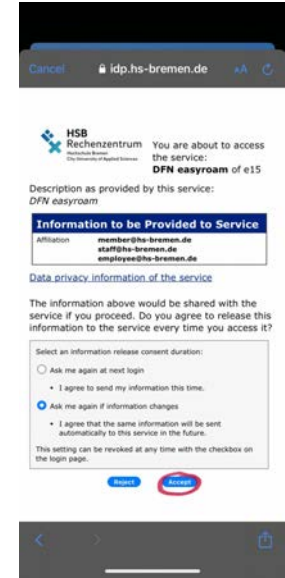 Cancel
idp.hs-bremen.de
AA
HSB
Rechenzentrum
Hochschule Bremen
City University of Applied Sciences
You are about to access
the service:
DFN easyroam of e15
Description as provided by this service:
DFN easyroam
Information to be Provided to Service
Affiliation
member@hs-bremen.de
staff@hs-bremen.de
employee@hs-bremen.de
Data privacy information of the service
The information above would be shared with the
service if you proceed. Do you agree to release this
information to the service every time you access it?
Select an information release consent duration:
Ask me again at next login
• I agree to send my information this time.
Ask me again if information changes
• I agree that the same information will be sent
automatically to this service in the future.
This setting can be revoked at any time with the checkbox on
the login page.
Reject
Accept